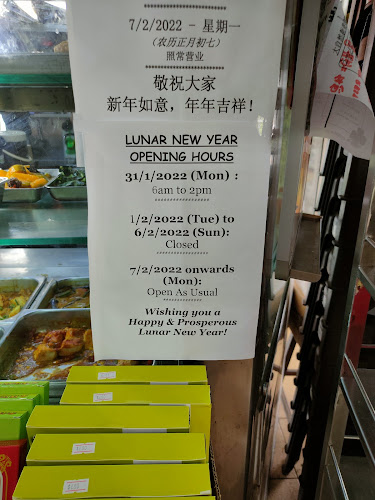 ***************
7/2/2022 - 星期一
(农历正月初七)
照常营业
***************
敬祝大家
新年如意，年年吉祥！
LUNAR NEW YEAR
OPENING HOURS
31/1/2022 (Mon) :
6am to 2pm
***************
1/2/2022 (Tue) to
6/2/2022 (Sun):
Closed
***************
7/2/2022 onwards
(Mon):
Open As Usual
***************
Wishing you a
Happy & Prosperous
Lunar New Year!